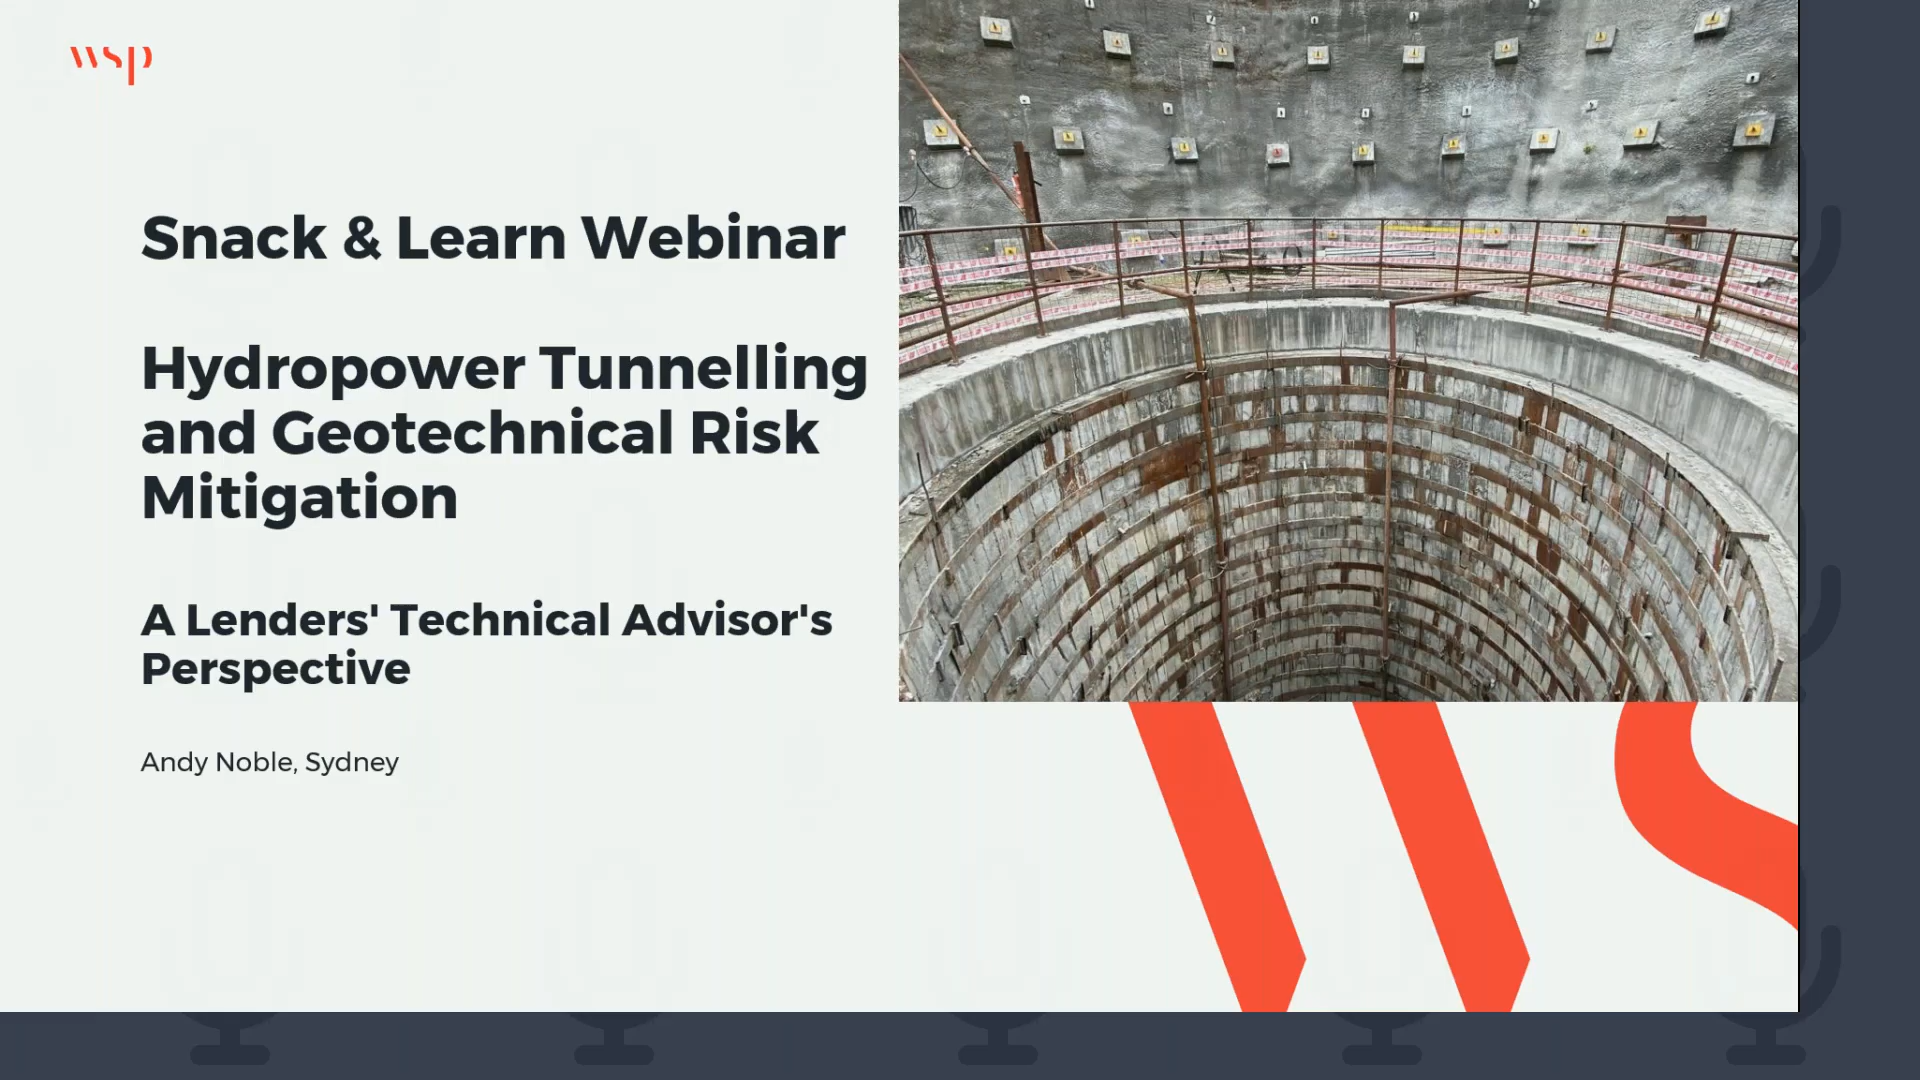 wsp
Snack & Learn Webinar
Hydropower Tunnelling
and Geotechnical Risk
Mitigation
A Lenders' Technical Advisor's
Perspective
Andy Noble, Sydney